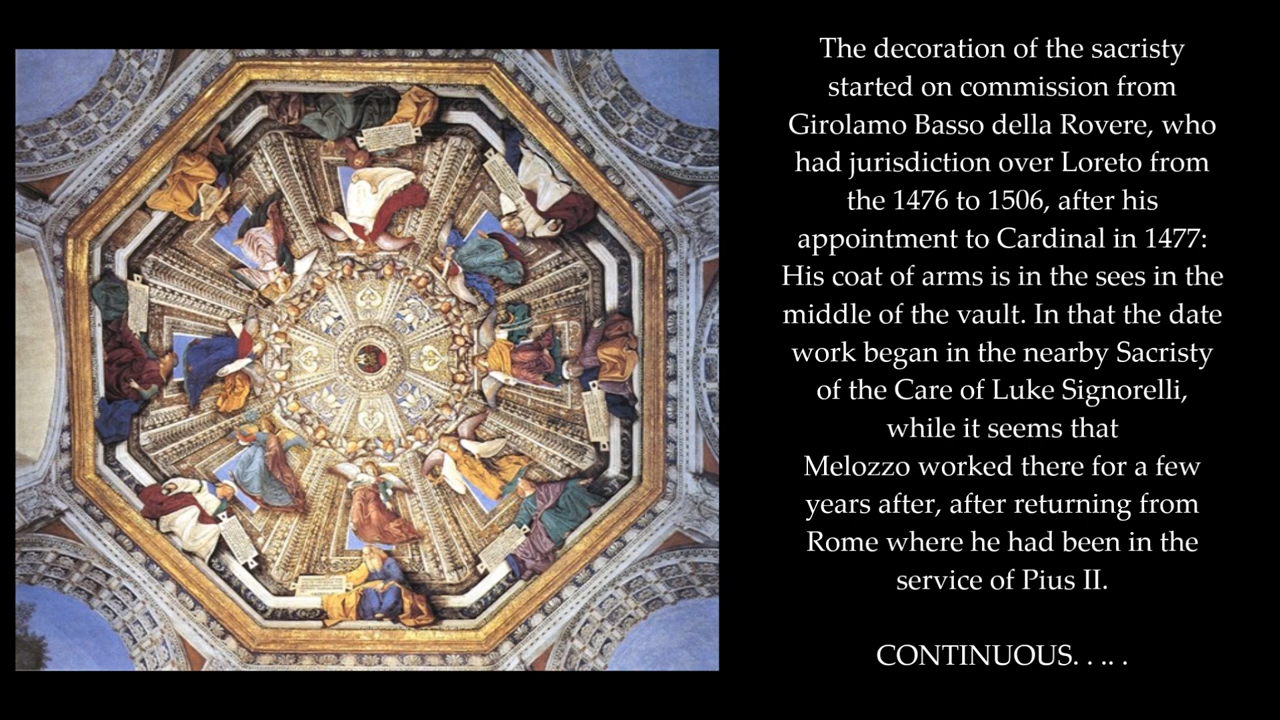 The decoration of the sacristy
started on commission from
Girolamo Basso della Rovere, who
had jurisdiction over Loreto from
the 1476 to 1506, after his
appointment to Cardinal in 1477:
His coat of arms is in the sees in the
middle of the vault. In that the date
work began in the nearby Sacristy
of the Care of Luke Signorelli,
while it seems that
Melozzo worked there for a few
years after, after returning from
Rome where he had been in the
service of Pius II.
CONTINUOUS. . .. .